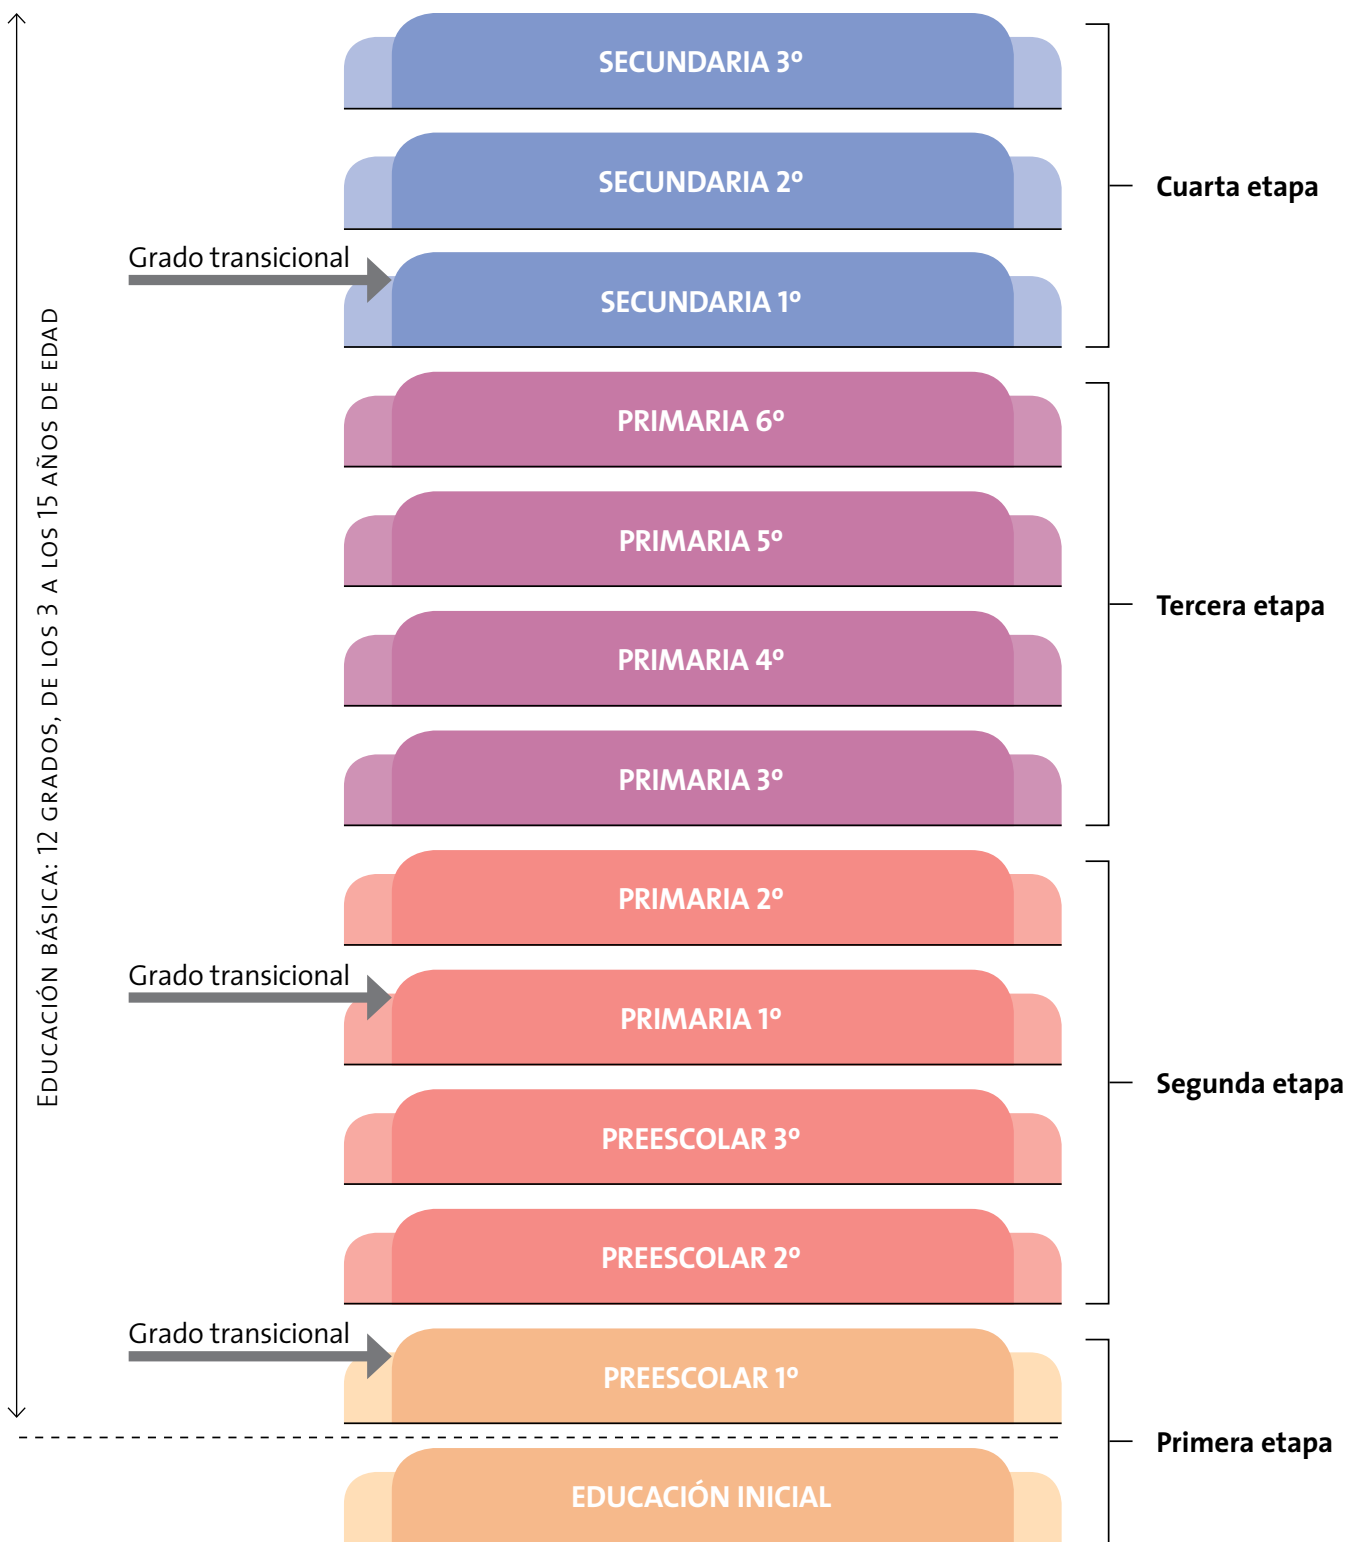 SECUNDARIA 3º
SECUNDARIA 2º
Cuarta etapa
Grado transicional
SECUNDARIA 1º
PRIMARIA 6º
PRIMARIA 5º
Tercera etapa
PRIMARIA 4º
PRIMARIA 3º
EDUCACIÓN BÁSICA: 12 GRADOS, DE LOS 3 A LOS 15 AÑOS DE EDAD
PRIMARIA 2º
Grado transicional
PRIMARIA 1º
Segunda etapa
PREESCOLAR 3º
PREESCOLAR 2º
Grado transicional
PREESCOLAR 1º
Primera etapa
EDUCACIÓN INICIAL